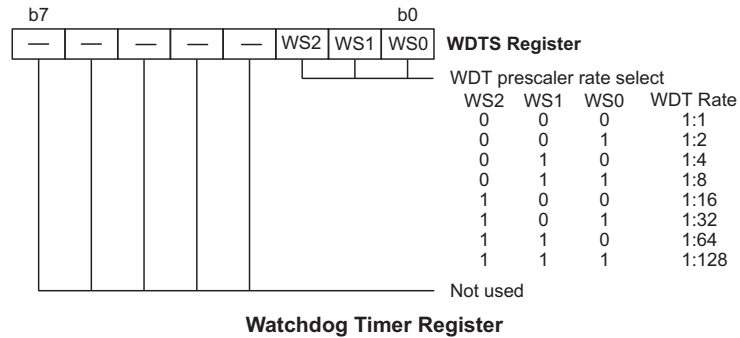 b7 b0
— — — — — WS2 WS1 WS0 WDTS Register
WDT prescaler rate select
WS2 WS1 WS0 WDT Rate
0 0 0 1:1
0 0 1 1:2
0 1 0 1:4
0 1 1 1:8
1 0 0 1:16
1 0 1 1:32
1 1 0 1:64
1 1 1 1:128
Not used
Watchdog Timer Register